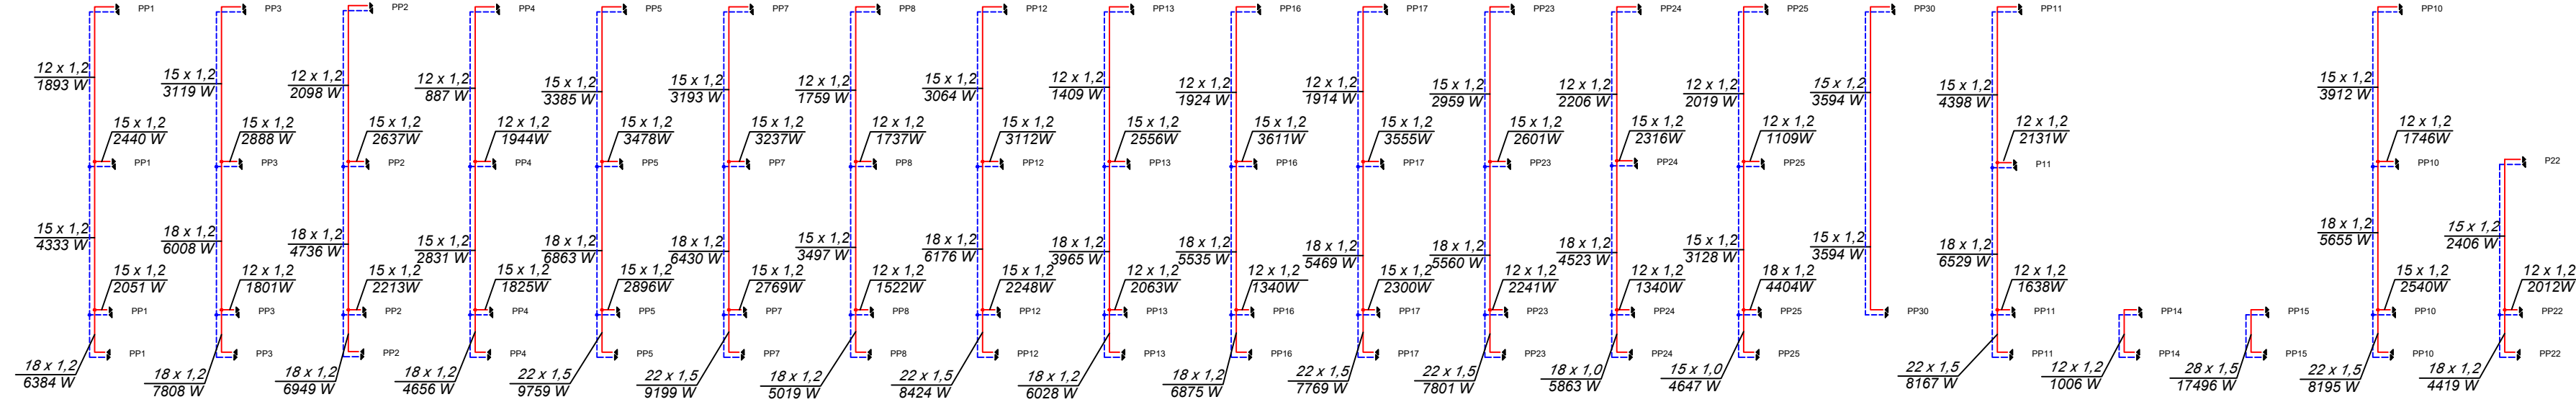 PP1 PP3 PP2 PP4 PP5 PP7 PP8 PP12 PP13 PP16 PP17 PP23 PP24 PP25 PP30 PP11 PP10
12 x 1,2 15 x 1,2 12 x 1,2 12 x 1,2 15 x 1,2 15 x 1,2 12 x 1,2 15 x 1,2 12 x 1,2 12 x 1,2 12 x 1,2 15 x 1,2 12 x 1,2 12 x 1,2 15 x 1,2 15 x 1,2 15 x 1,2
1893 W 3119 W 2098 W 887 W 3385 W 3193 W 1759 W 3064 W 1409 W 1924 W 1914 W 2959 W 2206 W 2019 W 3594 W 4398 W 3912 W
15 x 1,2 15 x 1,2 15 x 1,2 12 x 1,2 15 x 1,2 15 x 1,2 12 x 1,2 15 x 1,2 15 x 1,2 15 x 1,2 15 x 1,2 15 x 1,2 15 x 1,2 12 x 1,2 12 x 1,2 12 x 1,2
2440 W 2888 W 2637W 1944W 3478W 3237W 1737W 3112W 2556W 3611W 3555W 2601W 2316W 1109W 2131W 1746W
PP1 PP3 PP2 PP4 PP5 PP7 PP8 PP12 PP13 PP16 PP17 PP23 PP24 PP25 P11 PP10 P22
15 x 1,2 18 x 1,2 18 x 1,2 15 x 1,2 18 x 1,2 18 x 1,2 15 x 1,2 18 x 1,2 18 x 1,2 18 x 1,2 18 x 1,2 18 x 1,2 18 x 1,2 15 x 1,2 15 x 1,2 18 x 1,2 18 x 1,2 15 x 1,2
4333 W 6008 W 4736 W 2831 W 6863 W 6430 W 3497 W 6176 W 3965 W 5535 W 5469 W 5560 W 4523 W 3128 W 3594 W 6529 W 5655 W 2406 W
15 x 1,2 12 x 1,2 15 x 1,2 15 x 1,2 15 x 1,2 15 x 1,2 12 x 1,2 15 x 1,2 12 x 1,2 12 x 1,2 15 x 1,2 12 x 1,2 12 x 1,2 18 x 1,2 12 x 1,2 15 x 1,2 12 x 1,2
2051 W 1801W 2213W 1825W 2896W 2769W 1522W 2248W 2063W 1340W 2300W 2241W 1340W 4404W 1638W 2540W 2012W
PP1 PP3 PP2 PP4 PP5 PP7 PP8 PP12 PP13 PP16 PP17 PP23 PP24 PP25 PP30 PP11 PP14 PP15 PP10 PP22
PP1 PP3 PP2 PP4 PP5 PP7 PP8 PP12 PP13 PP16 PP17 PP23 PP24 PP25 PP11 PP14 PP15 PP10 PP22
18 x 1,2 18 x 1,2 18 x 1,2 18 x 1,2 22 x 1,5 22 x 1,5 18 x 1,2 22 x 1,5 18 x 1,2 18 x 1,2 22 x 1,5 22 x 1,5 18 x 1,0 15 x 1,0 22 x 1,5 12 x 1,2 28 x 1,5 22 x 1,5 18 x 1,2
6384 W 7808 W 6949 W 4656 W 9759 W 9199 W 5019 W 8424 W 6028 W 6875 W 7769 W 7801 W 5863 W 4647 W 8167 W 1006 W 17496 W 8195 W 4419 W